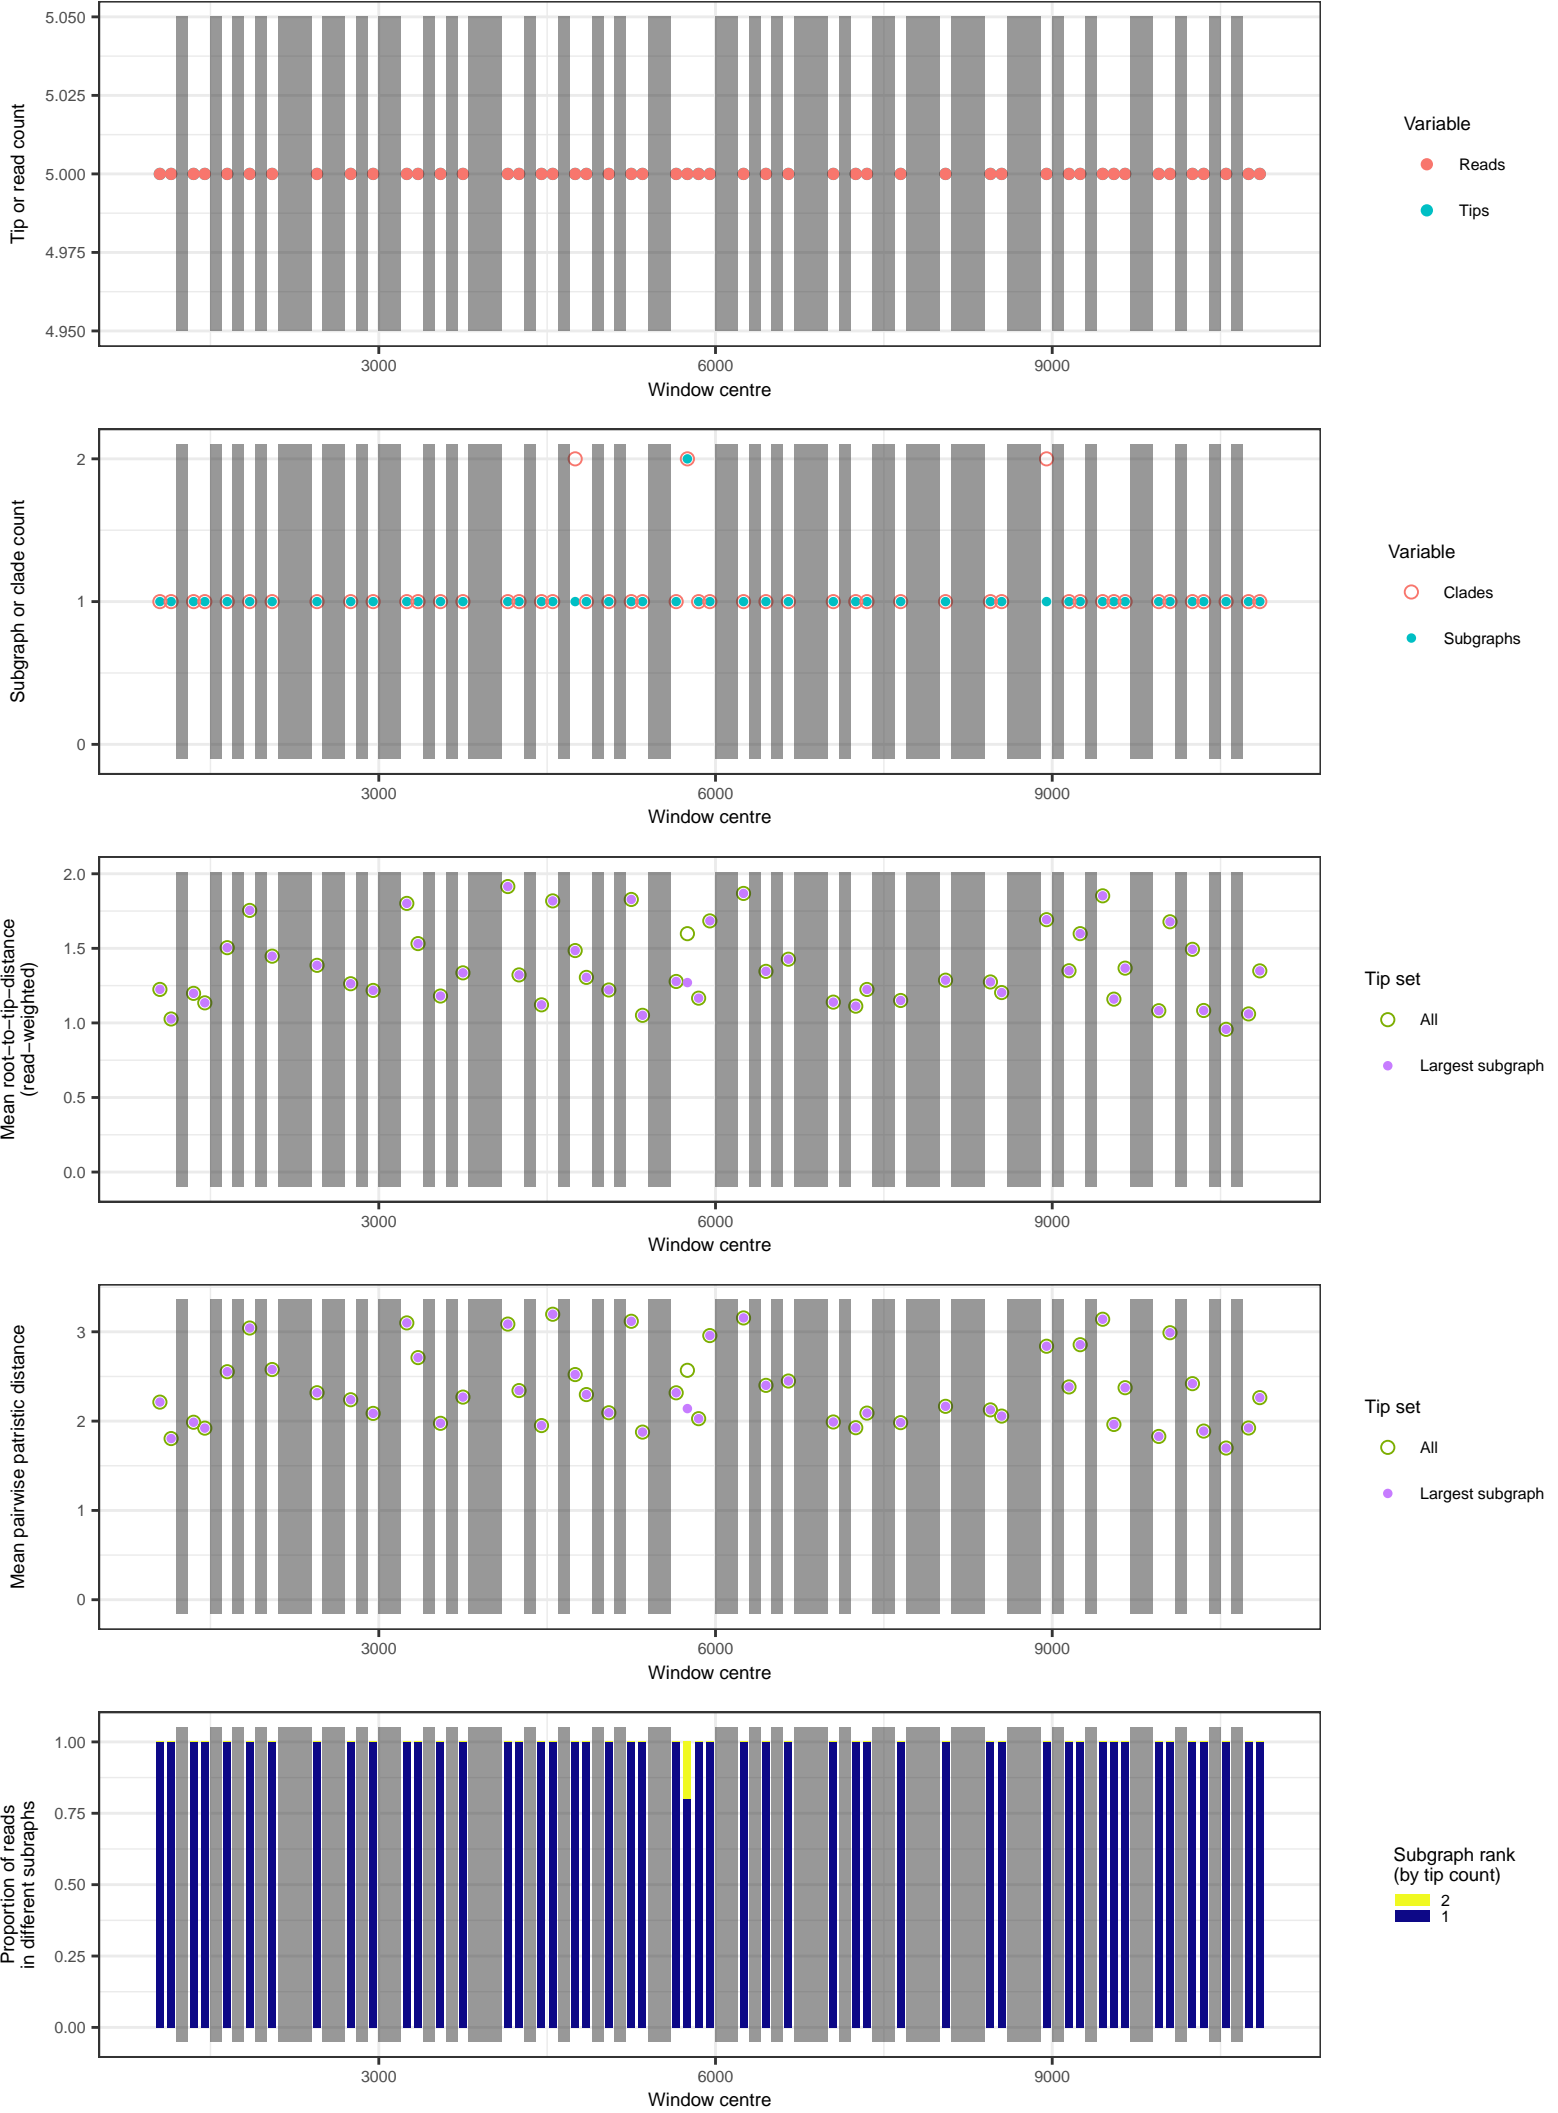 5.050
5.025
5.000
4.975
4.950
Tip or read count
3000 6000 9000
Window centre
Variable
Reads
Tips
2
1
0
Subgraph or clade count
3000 6000 9000
Window centre
Variable
Clades
Subgraphs
2.0
1.5
1.0
0.5
0.0
Mean root−to−tip−distance
(read−weighted)
3000 6000 9000
Window centre
Tip set
All
Largest subgraph
3
2
1
0
Mean pairwise patristic distance
3000 6000 9000
Window centre
Tip set
All
Largest subgraph
1.00
0.75
0.50
0.25
0.00
Proportion of reads
in different subraphs
3000 6000 9000
Window centre
Subgraph rank
(by tip count)
2
1